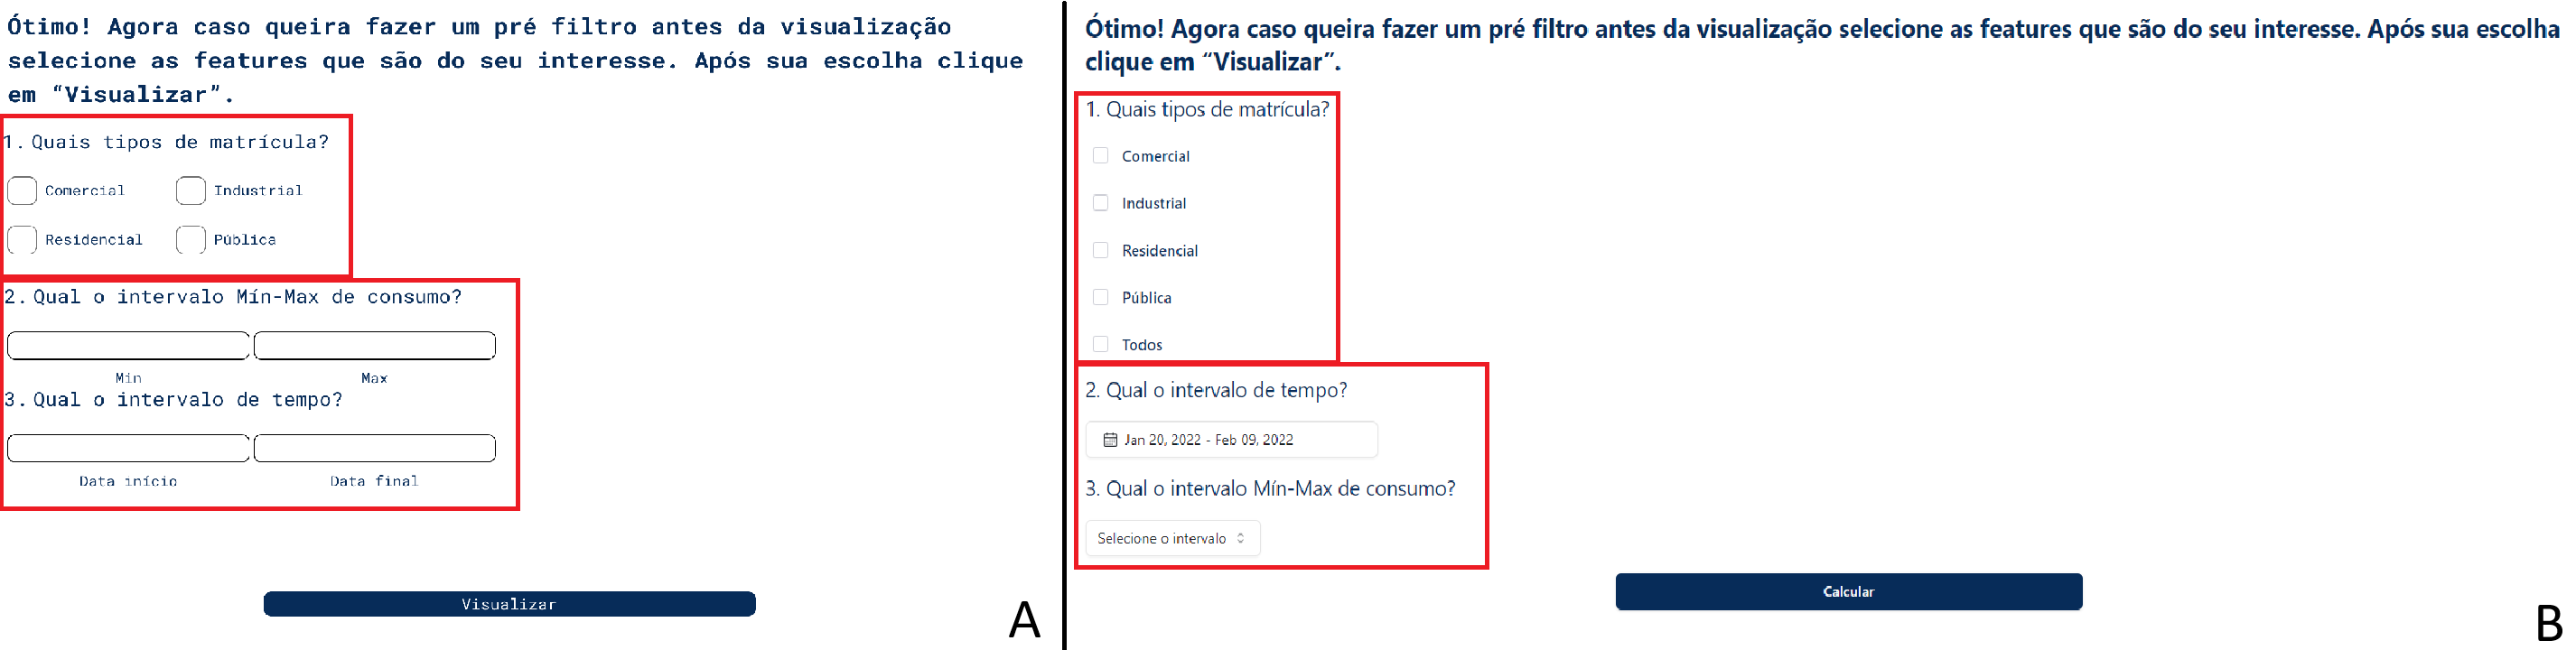 Ótimo! Agora caso queira fazer um pré filtro antes da visualização
selecione as features que são do seu interesse. Após sua escolha clique
em “Visualizar”.
1. Quais tipos de matrícula?
Comercial Industrial
Residencial Pública
2. Qual o intervalo Mín-Max de consumo?
Min Max
3. Qual o intervalo de tempo?
Data início Data final
Visualizar
A
Ótimo! Agora caso queira fazer um pré filtro antes da visualização selecione as features que são do seu interesse. Após sua escolha
clique em “Visualizar”.
1. Quais tipos de matrícula?
Comercial
Industrial
Residencial
Pública
Todos
2. Qual o intervalo de tempo?
Jan 20, 2022 - Feb 09, 2022
3. Qual o intervalo Mín-Max de consumo?
Selecione o intervalo
Calcular
B